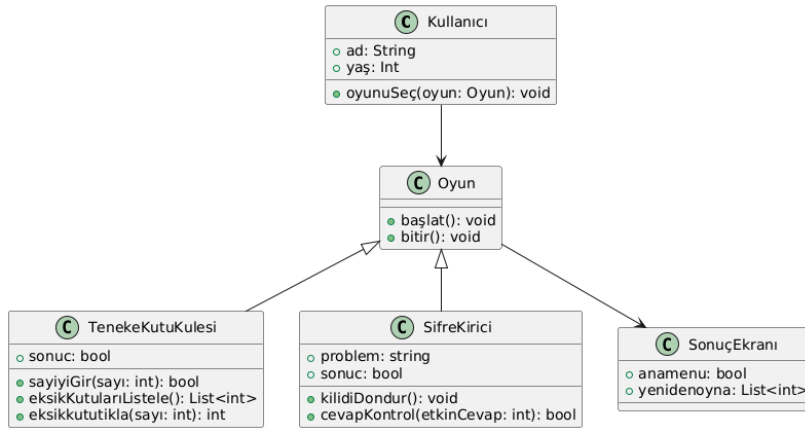 C Kullanıcı
ad: String
yaş: Int
oyunuSeç(oyun: Oyun): void
C Oyun
başlat(): void
bitir(): void
C TenekeKutuKulesi
sonuc: bool
sayiyiGir(sayı: int): bool
eksikKutularıListele(): List<int>
eksikkututikla(sayı: int): int
C SifreKirici
problem: string
sonuc: bool
kilidiDondur(): void
cevapKontrol(etkinCevap: int): bool
C SonuçEkranı
anamenu: bool
yenidenoyna: List<int>